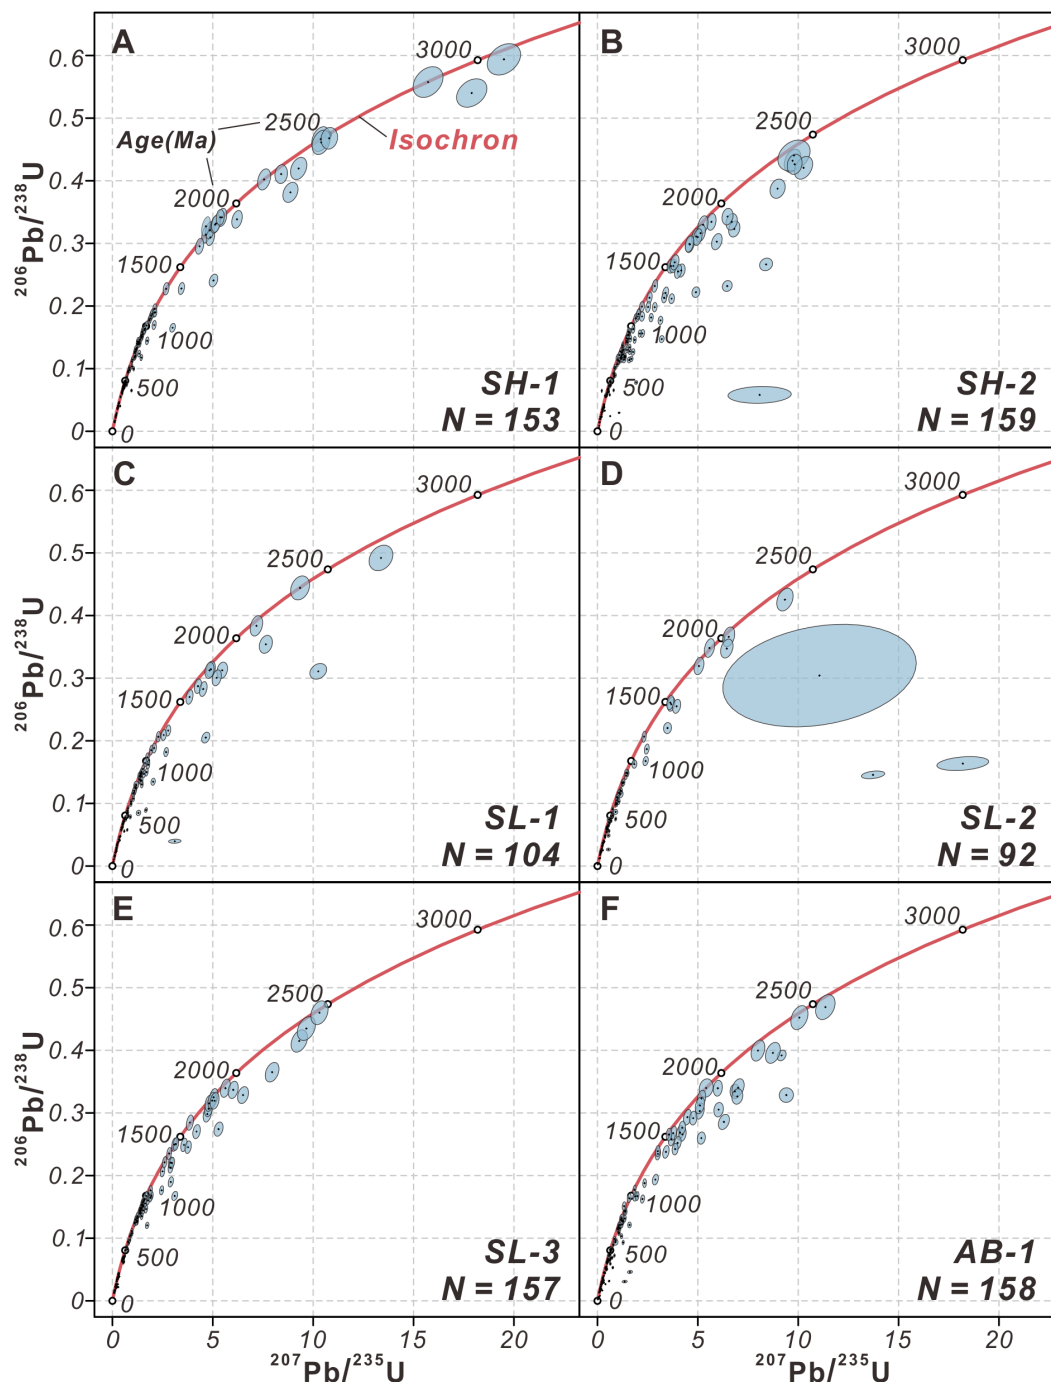 A
0.6
3000
0.5
2500
Age(Ma)
Isochron
0.4
2000
²⁰⁶Pb/²³⁸U
0.3
1500
0.2
1000
0.1
500
SH-1
N = 153
0
0
B
3000
2500
2000
1500
1000
500
SH-2
N = 159
0
C
0.6
3000
0.5
2500
0.4
2000
²⁰⁶Pb/²³⁸U
0.3
1500
0.2
1000
0.1
500
SL-1
N = 104
0
0
D
3000
2500
2000
1500
1000
500
SL-2
N = 92
0
E
0.6
3000
0.5
2500
0.4
2000
²⁰⁶Pb/²³⁸U
0.3
1500
0.2
1000
0.1
500
SL-3
N = 157
0
0
0 5 10 15 20
²⁰⁷Pb/²³⁵U
F
3000
2500
2000
1500
1000
500
AB-1
N = 158
0
0 5 10 15 20
²⁰⁷Pb/²³⁵U